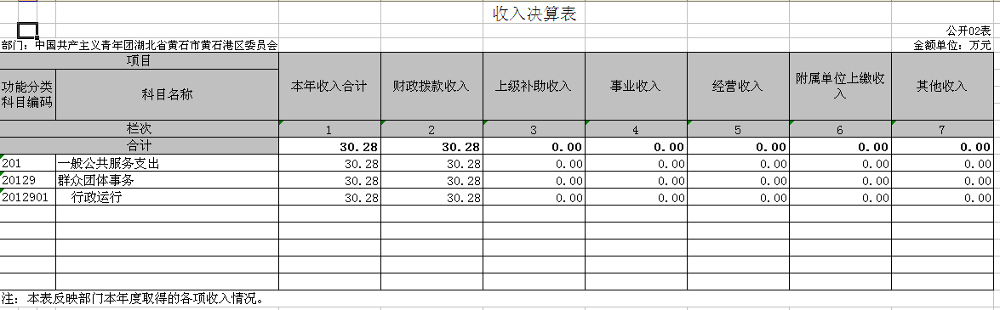 收入决算表
公开02表
部门：中国共产主义青年团湖北省黄石市黄石港区委员会 金额单位：万元
项目
功能分类科目编码 科目名称 本年收入合计 财政拨款收入 上级补助收入 事业收入 经营收入 附属单位上缴收入 其他收入
栏次 1 2 3 4 5 6 7
合计 30.28 30.28 0.00 0.00 0.00 0.00 0.00
201 一般公共服务支出 30.28 30.28 0.00 0.00 0.00 0.00 0.00
20129 群众团体事务 30.28 30.28 0.00 0.00 0.00 0.00 0.00
2012901 行政运行 30.28 30.28 0.00 0.00 0.00 0.00 0.00
注：本表反映部门本年度取得的各项收入情况。